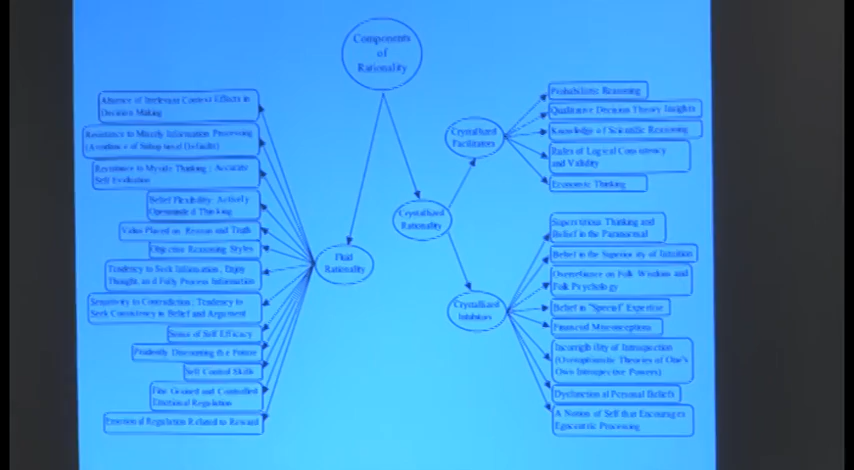 Components
of
Rationality
Absence of Irrelevant Context Effects in
Decision Making
Resistance to Miserly Information Processing
(Avoidance of Suboptimal Defaults)
Resistance to Myside Thinking; Accurate
Self Evaluation
Belief Flexibility: Actively
Openminded Thinking
Value Placed on Reason and Truth
Objective Reasoning Styles
Tendency to Seek Information, Enjoy
Thought, and Fully Process Information
Sensitivity to Contradiction; Tendency to
Seek Consistency in Belief and Argument
Sense of Self Efficacy
Prudently Discounting the Future
Self Control Skills
Fine Grained and Controlled
Emotional Regulation
Emotional Regulation Related to Reward
Fluid
Rationality
Crystallized
Rationality
Crystallized
Facilitators
Probabilistic Reasoning
Qualitative Decision Theory Insights
Knowledge of Scientific Reasoning
Rules of Logical Consistency
and Validity
Economic Thinking
Crystallized
Inhibitors
Superstitious Thinking and
Belief in the Paranormal
Belief in the Superiority of Intuition
Overreliance on Folk Wisdom and
Folk Psychology
Belief in "Special" Expertise
Financial Misconceptions
Incorrigibility of Introspection
(Overoptimistic Theories of One's
Own Introspective Powers)
Dysfunctional Personal Beliefs
A Notion of Self that Encourages
Egocentric Processing